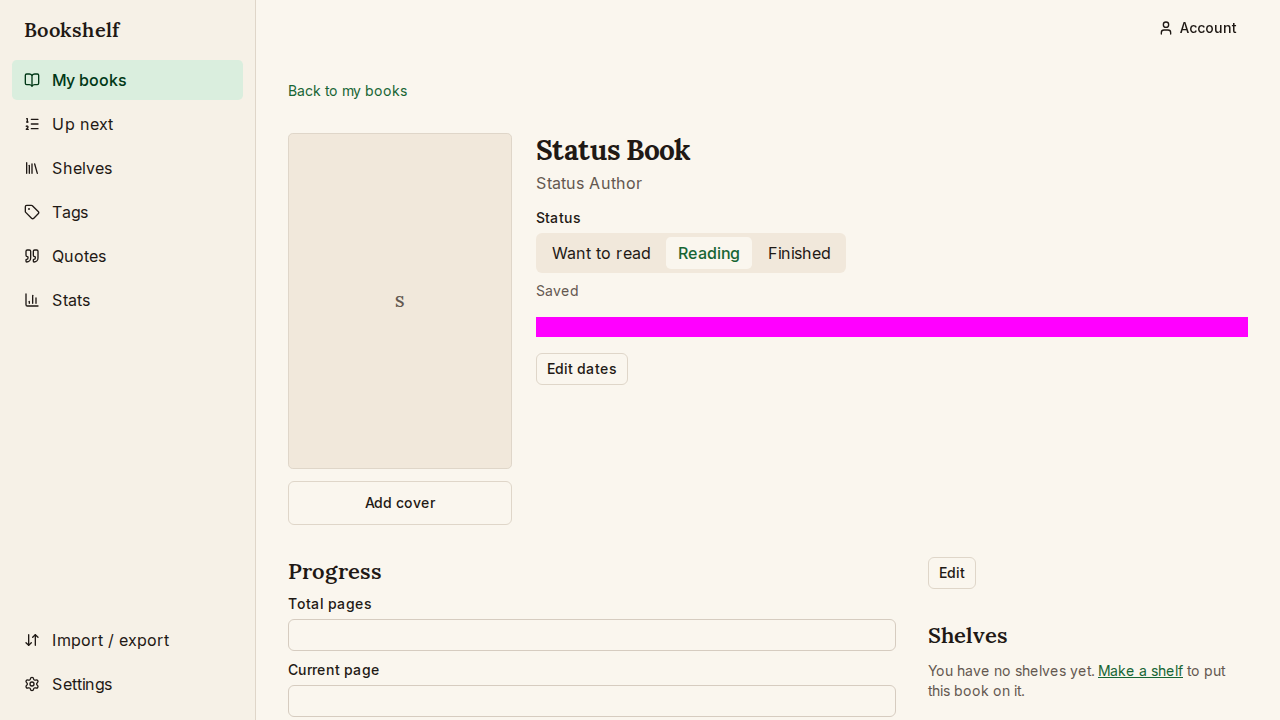 Bookshelf
My books
Up next
Shelves
Tags
Quotes
Stats
Import / export
Settings
Account
Back to my books
S
Add cover
Status Book
Status Author
Status
Want to read Reading Finished
Saved
Edit dates
Progress
Total pages
Current page
Edit
Shelves
You have no shelves yet. Make a shelf to put
this book on it.